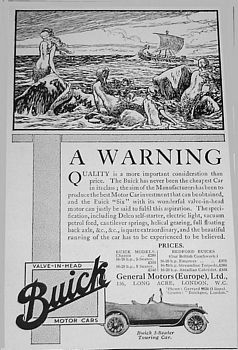 A WARNING
QUALITY is a more important consideration than
price. The Buick has never been the cheapest Car
in its class; the aim of the Manufacturers has been to
produce the best Motor Car investment that can be obtained,
and the Buick "Six" with its wonderful valve-in-head
motor can justly be said to fulfil this aspiration. The spec-
ification, including Delco self-starter, electric light, vacuum
petrol feed, cantilever springs, helical gearing, full floating
back axle, &c., &c., is quite extraordinary, and the beautiful
running of the car has to be experienced to be believed.
PRICES.
BUICK MODELS: BEDFORD BUICKS
Chassis
General Motors (Europe), Ltd.,
136, LONG ACRE, LONDON, W.C.
VALVE-IN-HEAD
Buick
MOTOR CARS
Buick 5-Seater
Touring Car.